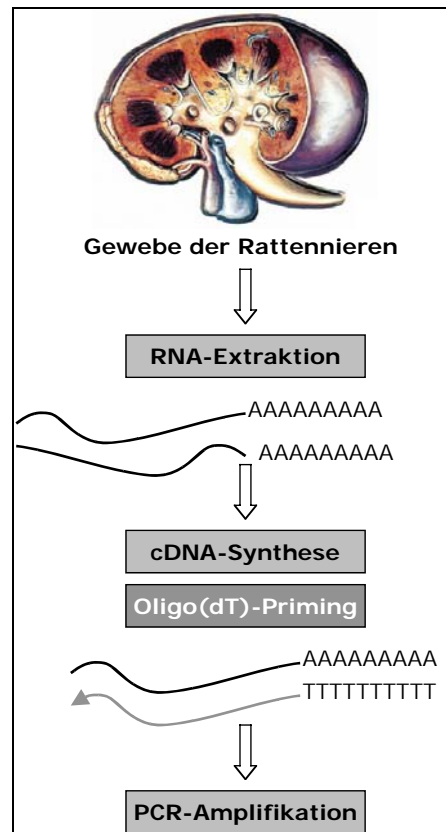 Gewebe der Rattennieren
RNA-Extraktion
AAAAAAAAA
AAAAAAAAA
cDNA-Synthese
Oligo(dT)-Priming
AAAAAAAAA
TTTTTTTTTT
PCR-Amplifikation